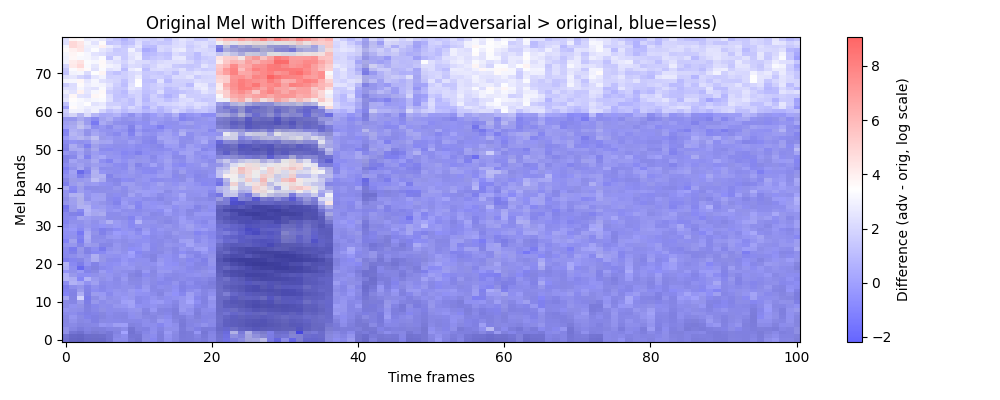 Original Mel with Differences (red=adversarial > original, blue=less)
Mel bands
70
60
50
40
30
20
10
0
0 20 40 60 80 100
Time frames
8
6
4
2
0
−2
Difference (adv - orig, log scale)